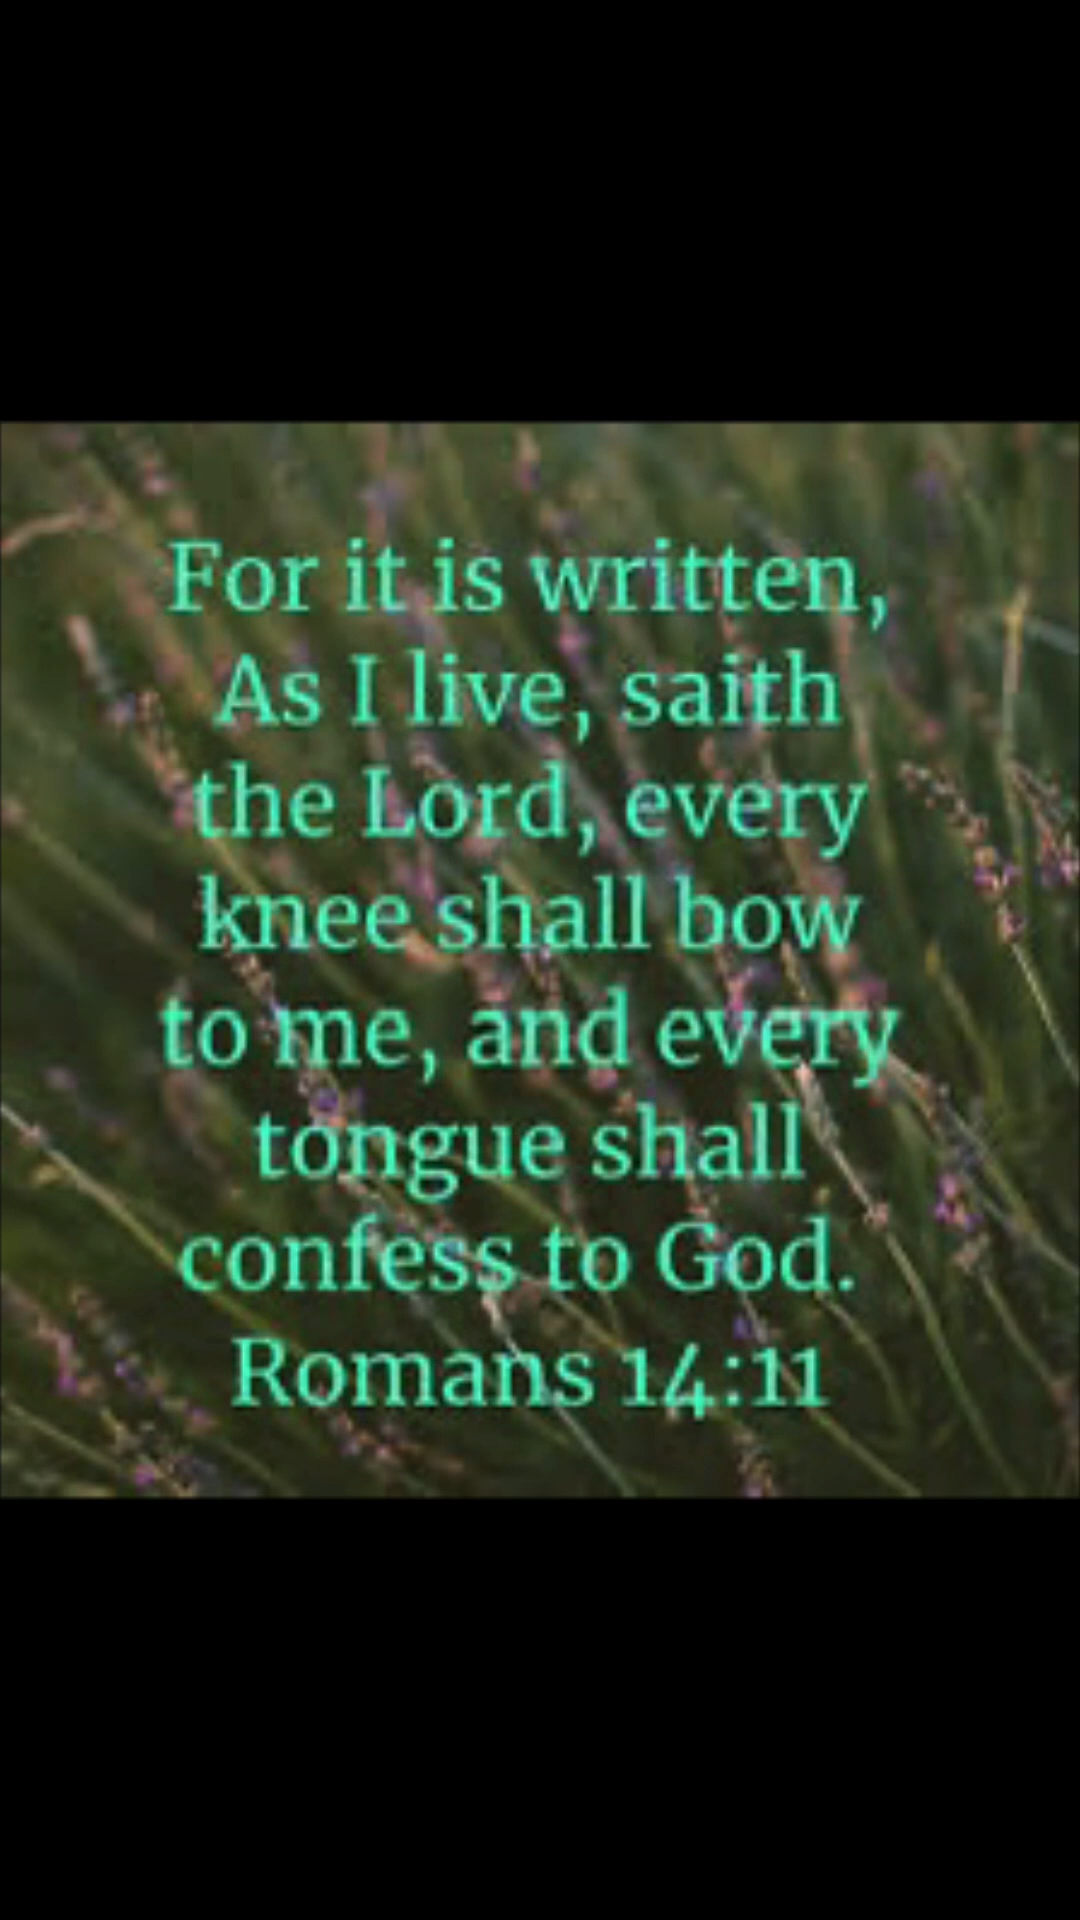 For it is written,
As I live, saith
the Lord, every
knee shall bow
to me, and every
tongue shall
confess to God.
Romans 14:11